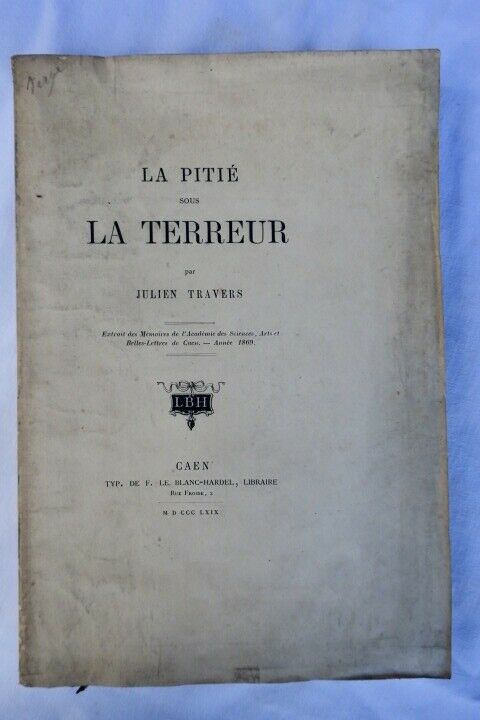 LA PITIÉ
SOUS
LA TERREUR
par
JULIEN TRAVERS
Extrait des Mémoires de l'Académie des Sciences, Arts et
Belles-Lettres de Caen. — Année 1869.
LBH
CAEN
TYP. DE F. LE BLANC-HARDEL, LIBRAIRE
RUE FROIDE, 2
M D CCC LXIX